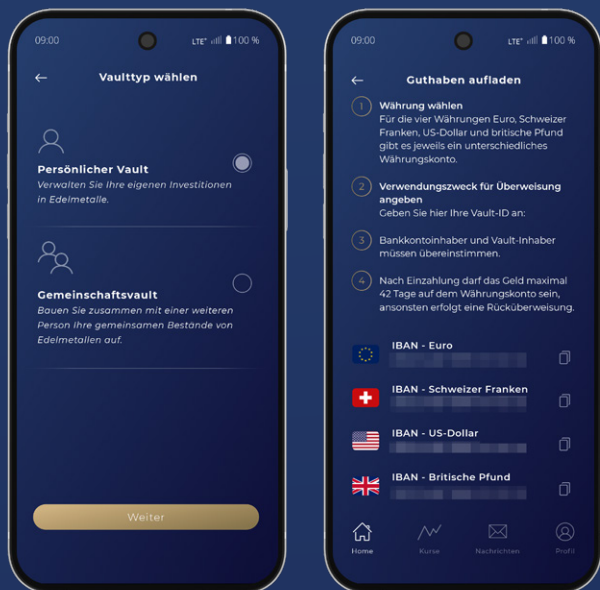 09:00 LTE+ 100 %
Vaulttyp wählen
Persönlicher Vault
Verwalten Sie Ihre eigenen Investitionen
in Edelmetalle.
Gemeinschaftsvault
Bauen Sie zusammen mit einer weiteren
Person Ihre gemeinsamen Bestände von
Edelmetallen auf.
Weiter
09:00 LTE+ 100 %
Guthaben aufladen
1 Währung wählen
Für die vier Währungen Euro, Schweizer
Franken, US-Dollar und britische Pfund
gibt es jeweils ein unterschiedliches
Währungskonto.
2 Verwendungszweck für Überweisung
angeben
Geben Sie hier Ihre Vault-ID an:
3 Bankkontoinhaber und Vault-Inhaber
müssen übereinstimmen.
4 Nach Einzahlung darf das Geld maximal
42 Tage auf dem Währungskonto sein,
ansonsten erfolgt eine Rücküberweisung.
IBAN - Euro
IBAN - Schweizer Franken
IBAN - US-Dollar
IBAN - Britische Pfund
Home Kurse Nachrichten Profil